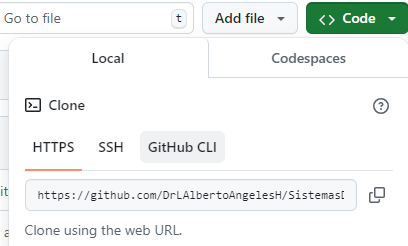 Go to file
t
Add file
Code
Local
Codespaces
Clone
HTTPS
SSH
GitHub CLI
https://github.com/DrLAlbertoAngelesH/Sistemas
Clone using the web URL.